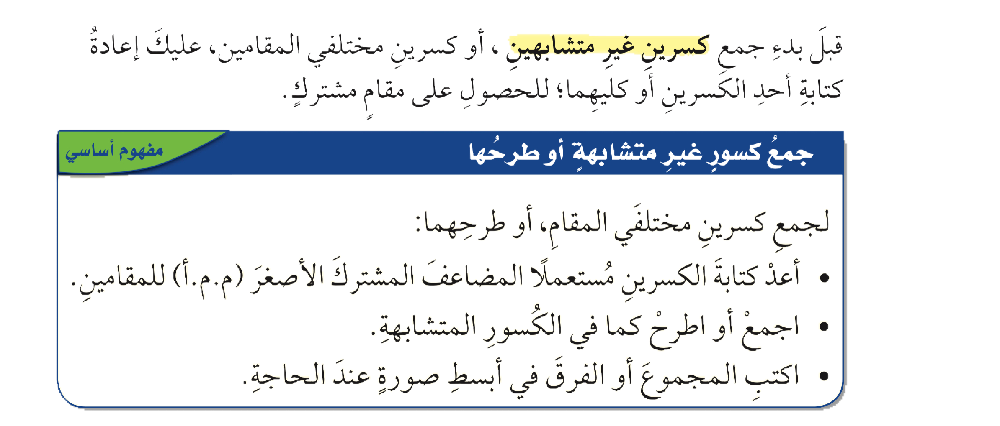 قبلَ بدءِ جمعِ كسرينِ غيرِ متشابهينِ ، أو كسرينِ مختلفي المقامين، عليكَ إعادةُ
كتابةِ أحدِ الكَسرينِ أَو كليهِما؛ للحصولِ على مقامٍ مشتركٍ.
جمعُ كسورٍ غيرِ متشابهةٍ أو طرحُها
مفهوم أساسي
لجمعِ كسرينِ مختلفَي المقامِ، أو طرحِهما:
• أعدْ كتابةَ الكسرينِ مُستعملًا المضاعفَ المشتركَ الأصغرَ (م.م.أ) للمقامينِ.
• اجمعْ أو اطرحْ كما في الكُسورِ المتشابهةِ.
• اكتبِ المجموعَ أو الفرقَ في أبسطِ صورةٍ عندَ الحاجةِ.